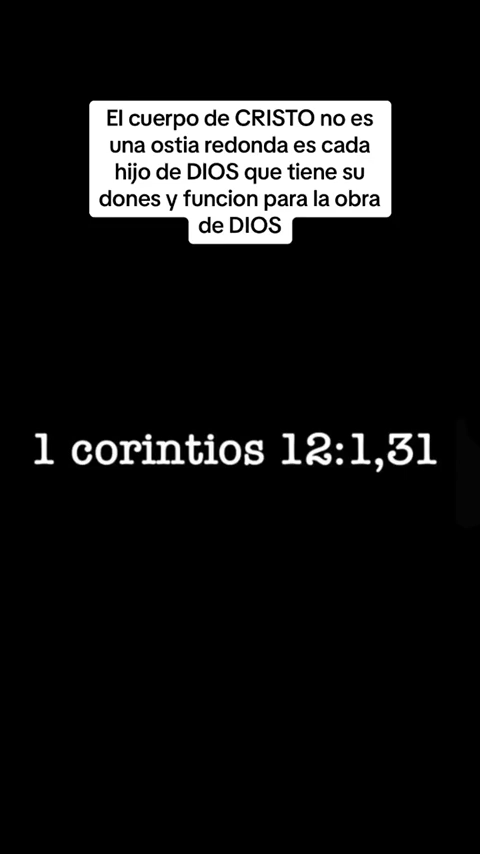 El cuerpo de CRISTO no es
una ostia redonda es cada
hijo de DIOS que tiene su
dones y funcion para la obra
de DIOS
1 corintios 12:1,31